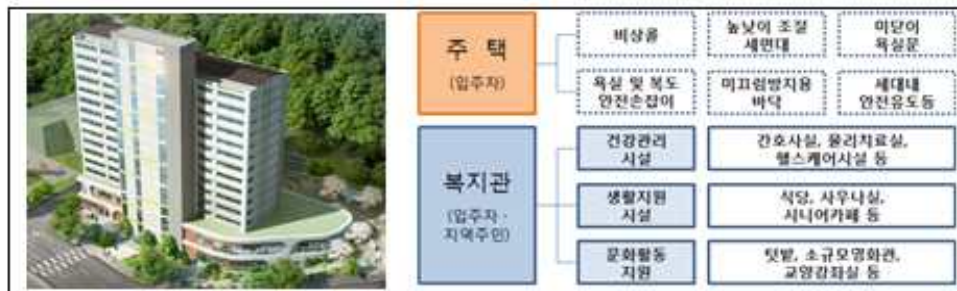 주 택
(입주자)
비상콜
높낮이 조절
세면대
미닫이
욕실문
욕실 및 복도
안전손잡이
미끄럼방지용
바닥
세대내
안전유도등
복지관
(입주자·
지역주민)
건강관리
시설
간호사실, 물리치료실,
헬스케어시설 등
생활지원
시설
식당, 사우나실,
시니어카페 등
문화활동
지원
텃밭, 소규모영화관,
교양강좌실 등